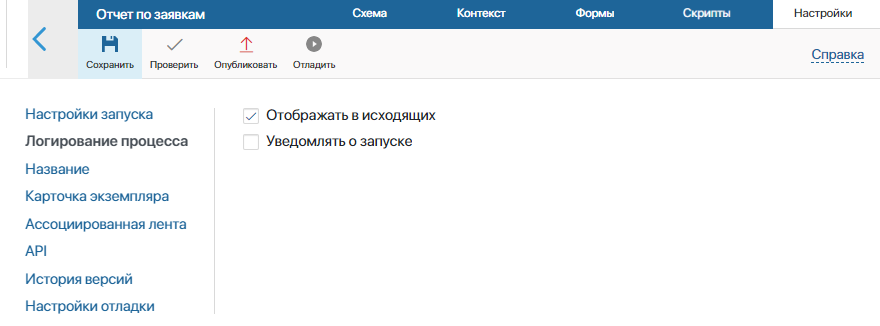 Отчет по заявкам Схема Контекст Формы Скрипты Настройки
Сохранить Проверить Опубликовать Отладить Справка
Настройки запуска
Логирование процесса
Название
Карточка экземпляра
Ассоциированная лента
API
История версий
Настройки отладки
Отображать в исходящих
Уведомлять о запуске